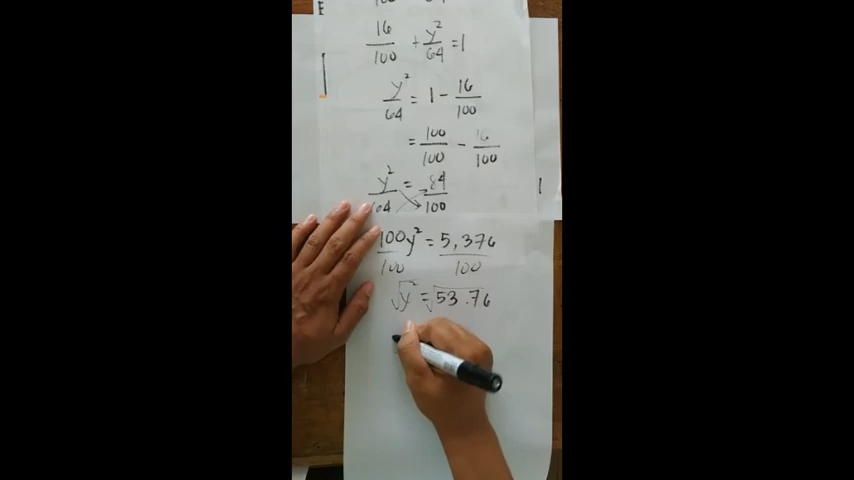 E
16/100 + y²/64 = 1
y²/64 = 1 - 16/100
= 100/100 - 16/100
y²/64 = 84/100
100y²/100 = 5,376/100
√y² = √53.76